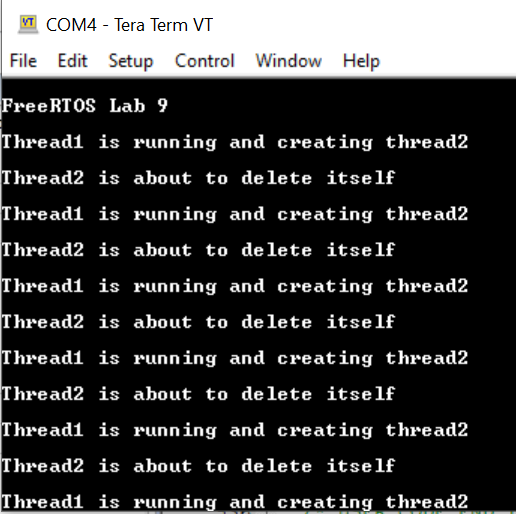 VT
COM4 - Tera Term VT
File Edit Setup Control Window Help
FreeRTOS Lab 9
Thread1 is running and creating thread2
Thread2 is about to delete itself
Thread1 is running and creating thread2
Thread2 is about to delete itself
Thread1 is running and creating thread2
Thread2 is about to delete itself
Thread1 is running and creating thread2
Thread2 is about to delete itself
Thread1 is running and creating thread2
Thread2 is about to delete itself
Thread1 is running and creating thread2